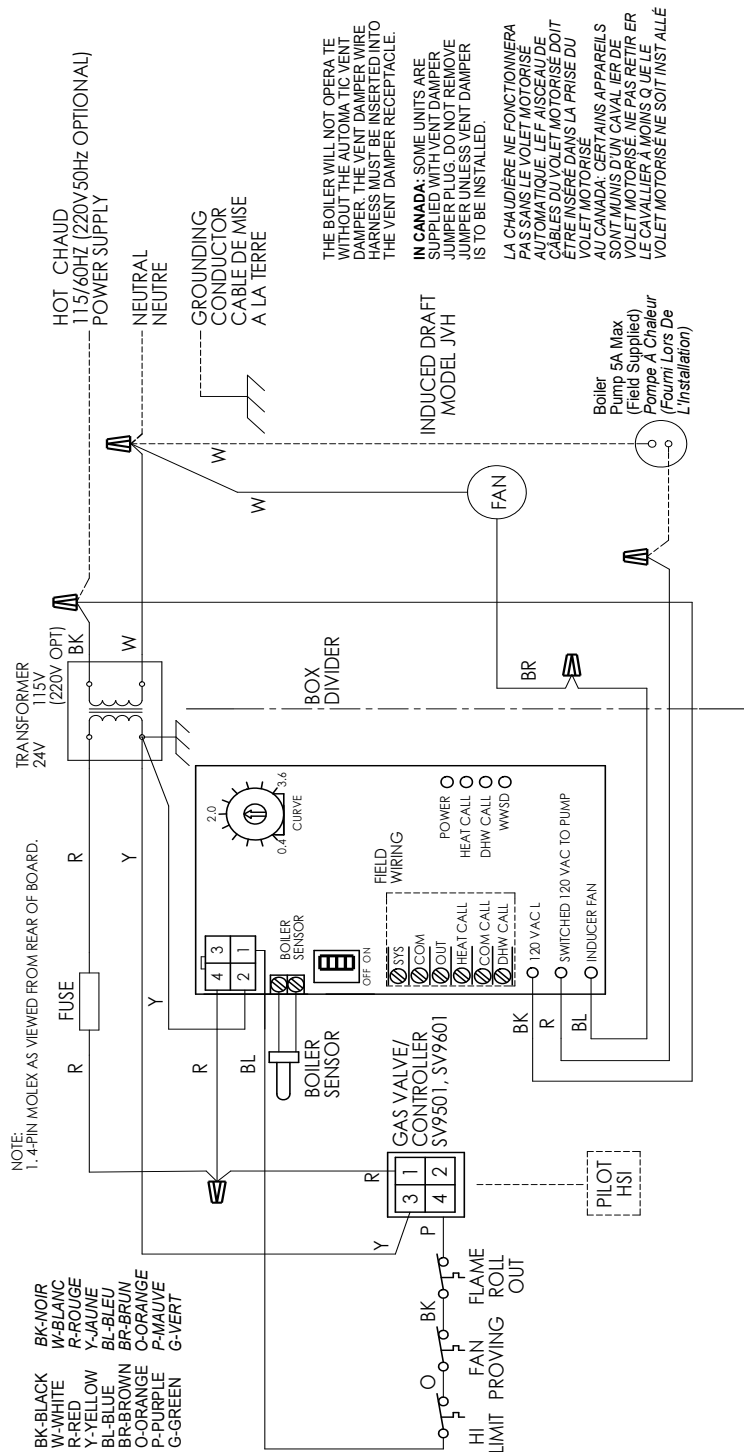 NOTE:
1. 4-PIN MOLEX AS VIEWED FROM REAR OF BOARD.
BK-BLACK BK-NOIR
W-WHITE W-BLANC
R-RED R-ROUGE
Y-YELLOW Y-JAUNE
BL-BLUE BL-BLEU
BR-BROWN BR-BRUN
O-ORANGE O-ORANGE
P-PURPLE P-MAUVE
G-GREEN G-VERT
R
FUSE
R
TRANSFORMER
24V 115V
(220V OPT)
BK
W
HOT CHAUD
115/60HZ (220V50Hz OPTIONAL)
POWER SUPPLY
NEUTRAL
NEUTRE
GROUNDING
CONDUCTOR
CABLE DE MISE
A LA TERRE
Y
Y
R
BL
4 3
2 1
BOILER
SENSOR
BOILER
SENSOR
OFF ON
2.0
0.4 3.6
CURVE
FIELD
WIRING
SYS
COM
OUT
HEAT CALL
COM CALL
DHW CALL
POWER
HEAT CALL
DHW CALL
WWSD
120 VAC L
SWITCHED 120 VAC TO PUMP
INDUCER FAN
BK
R
BL
BOX
DIVIDER
BR
FAN
W
W
INDUCED DRAFT
MODEL JVH
Boiler
Pump 5A Max
(Field Supplied)
Pompe À Chaleur
(Fourni Lors De
L'Installation)
GAS VALVE/
CONTROLLER
SV9501, SV9601
R
Y
P
3 1
4 2
PILOT
HSI
HI
LIMIT
O
FAN
PROVING
BK
FLAME
ROLL
OUT
THE BOILER WILL NOT OPERA TE
WITHOUT THE AUTOMA TIC VENT
DAMPER. THE VENT DAMPER WIRE
HARNESS MUST BE INSERTED INTO
THE VENT DAMPER RECEPTACLE.
IN CANADA: SOME UNITS ARE
SUPPLIED WITH VENT DAMPER
JUMPER PLUG. DO NOT REMOVE
JUMPER UNLESS VENT DAMPER
IS TO BE INSTALLED.
LA CHAUDIÈRE NE FONCTIONNERA
PAS SANS LE VOLET MOTORISÉ
AUTOMATIQUE. LE F AISCEAU DE
CÂBLES DU VOLET MOTORISÉ DOIT
ÊTRE INSÉRÉ DANS LA PRISE DU
VOLET MOTORISÉ
AU CANADA: CERTAINS APPAREILS
SONT MUNIS D'UN CAVAL IER DE
VOLET MOTORISÉ. NE PAS RETIR ER
LE CAVALLIER À MOINS Q UE LE
VOLET MOTORISÉ NE SOIT INST ALLÉ